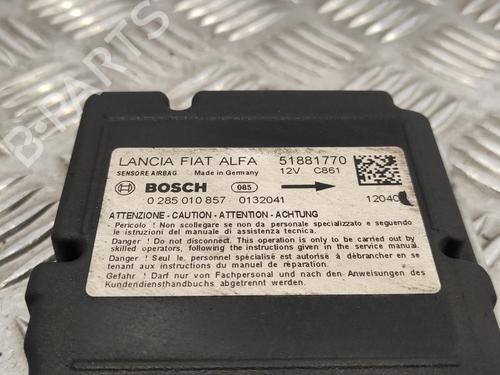 B-PARTS
LANCIA FIAT ALFA 51881770
SENSORE AIRBAG Made in Germany 12V C861
BOSCH 085
0 285 010 857 0132041
ATTENZIONE - CAUTION - ATTENTION - ACHTUNG
Pericolo ! Non scollegare se non da personale specializzato e seguendo
le istruzioni del manuale di assistenza tecnica.
Danger ! Do not disconnect. This operation is only to be carried out by
skilled operators, following the instructions given in the service manual.
Danger ! Seul le personnel spécialisé est autorisé à débrancher en se
tenant aux instructions du manuel de réparation.
Gefahr ! Darf nur von Fachpersonal und nach den Anweisungen des
Kundendiensthandbuchs abgetrennt werden.